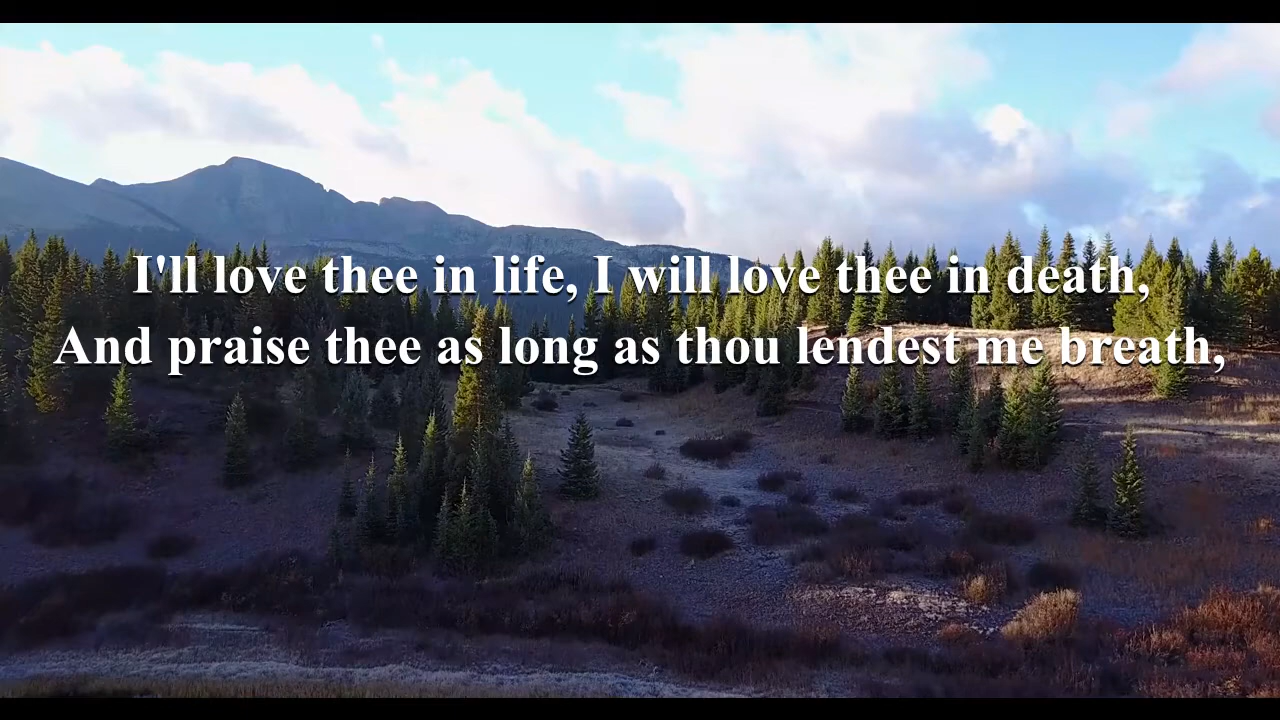 I'll love thee in life, I will love thee in death,
And praise thee as long as thou lendest me breath,